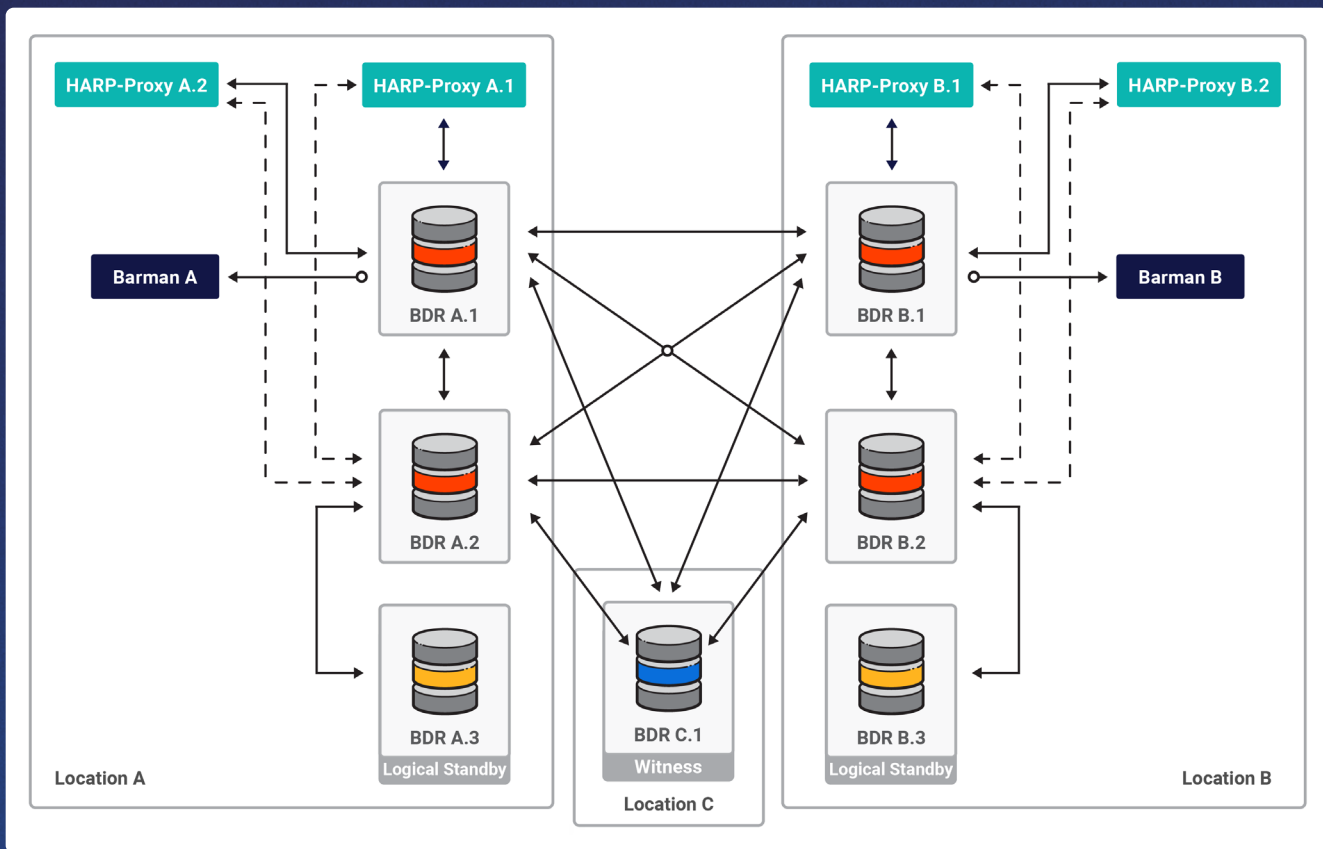 HARP-Proxy A.2
HARP-Proxy A.1
HARP-Proxy B.1
HARP-Proxy B.2
Barman A
BDR A.1
BDR B.1
Barman B
BDR A.2
BDR B.2
BDR A.3
Logical Standby
BDR C.1
Witness
BDR B.3
Logical Standby
Location A
Location C
Location B